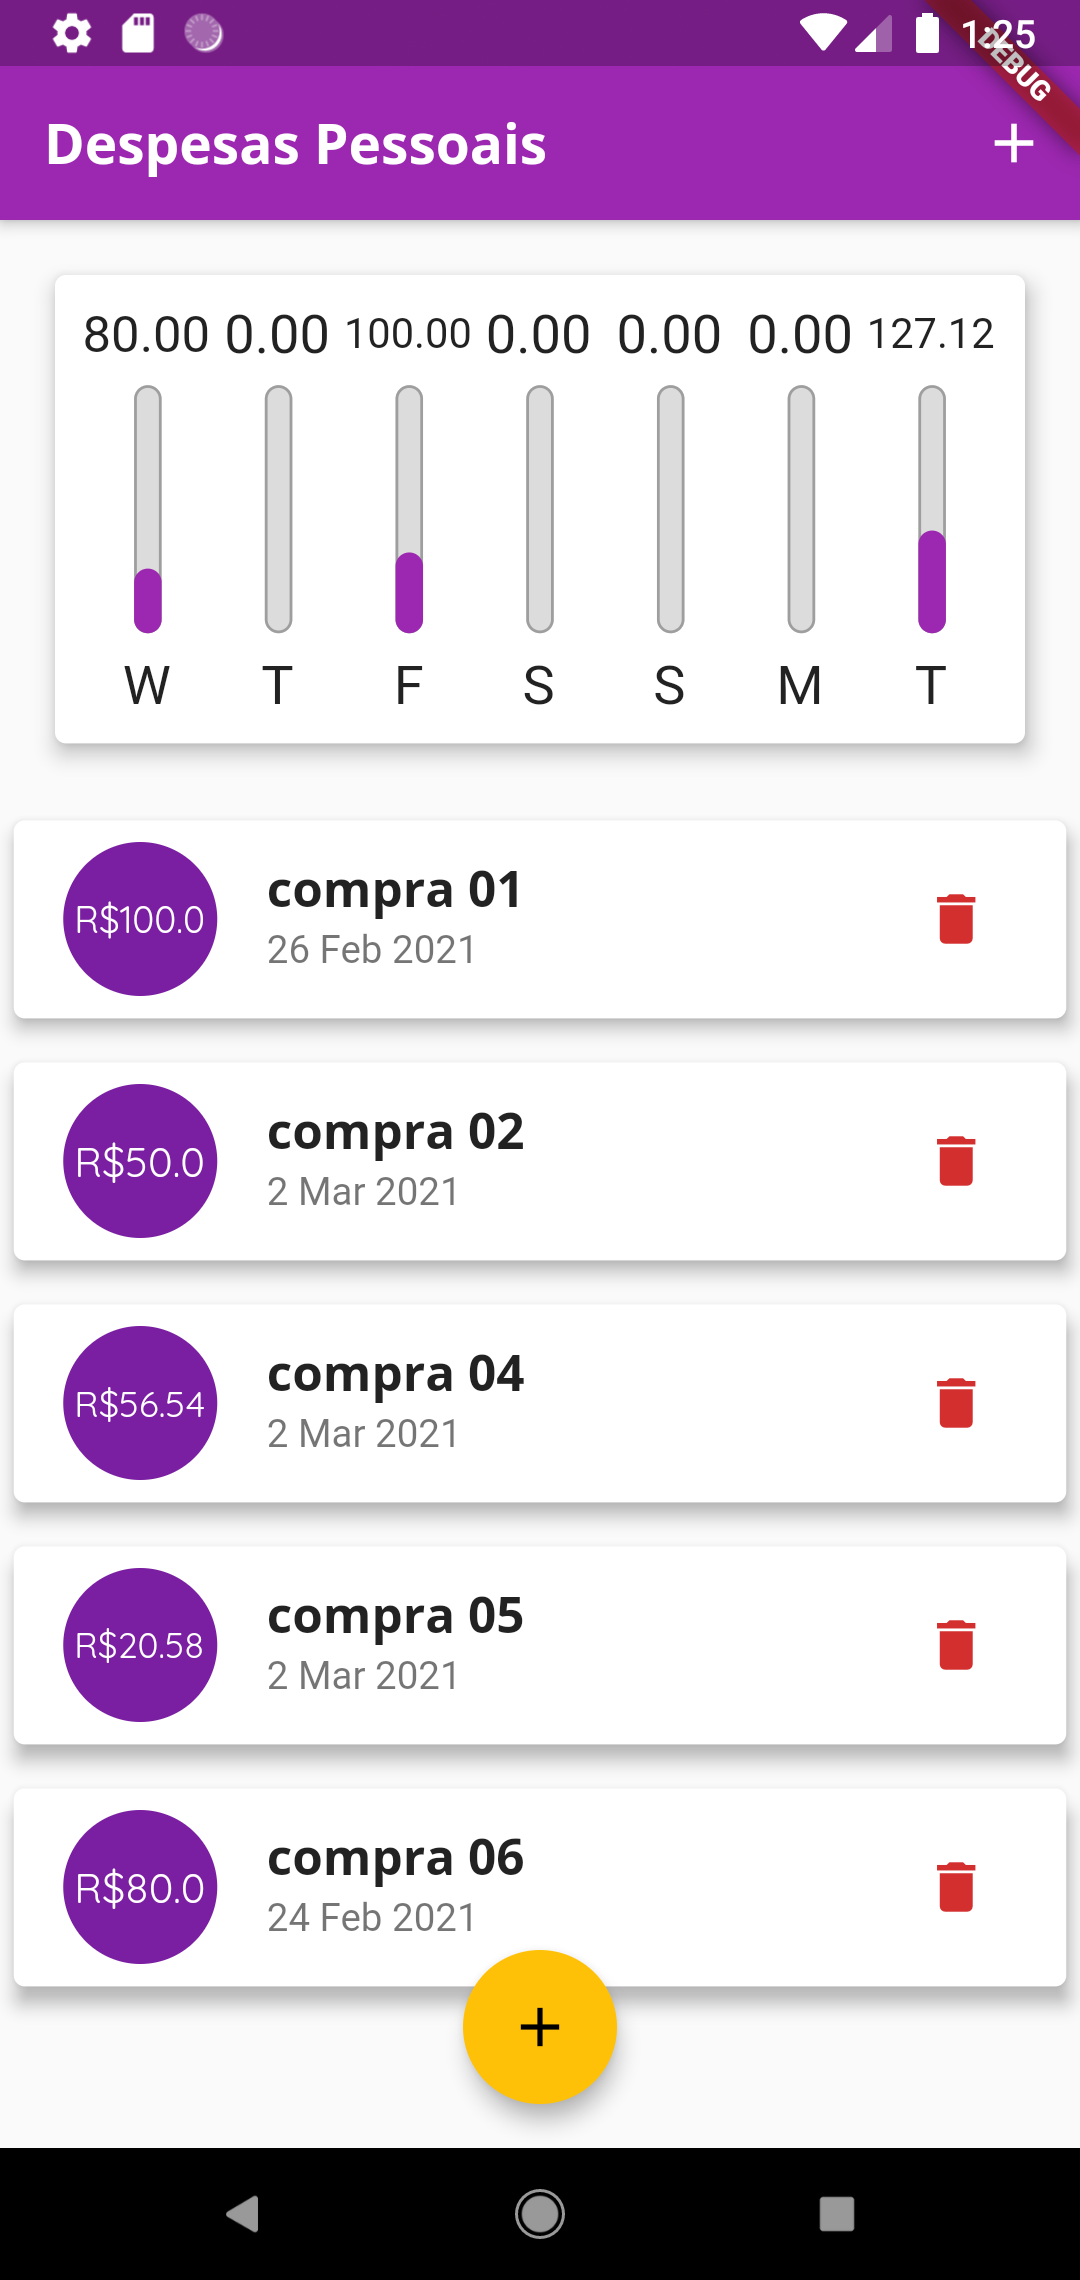 1:25
DEBUG
Despesas Pessoais
80.00 0.00 100.00 0.00 0.00 0.00 127.12
W T F S S M T
R$100.0
compra 01
26 Feb 2021
R$50.0
compra 02
2 Mar 2021
R$56.54
compra 04
2 Mar 2021
R$20.58
compra 05
2 Mar 2021
R$80.0
compra 06
24 Feb 2021